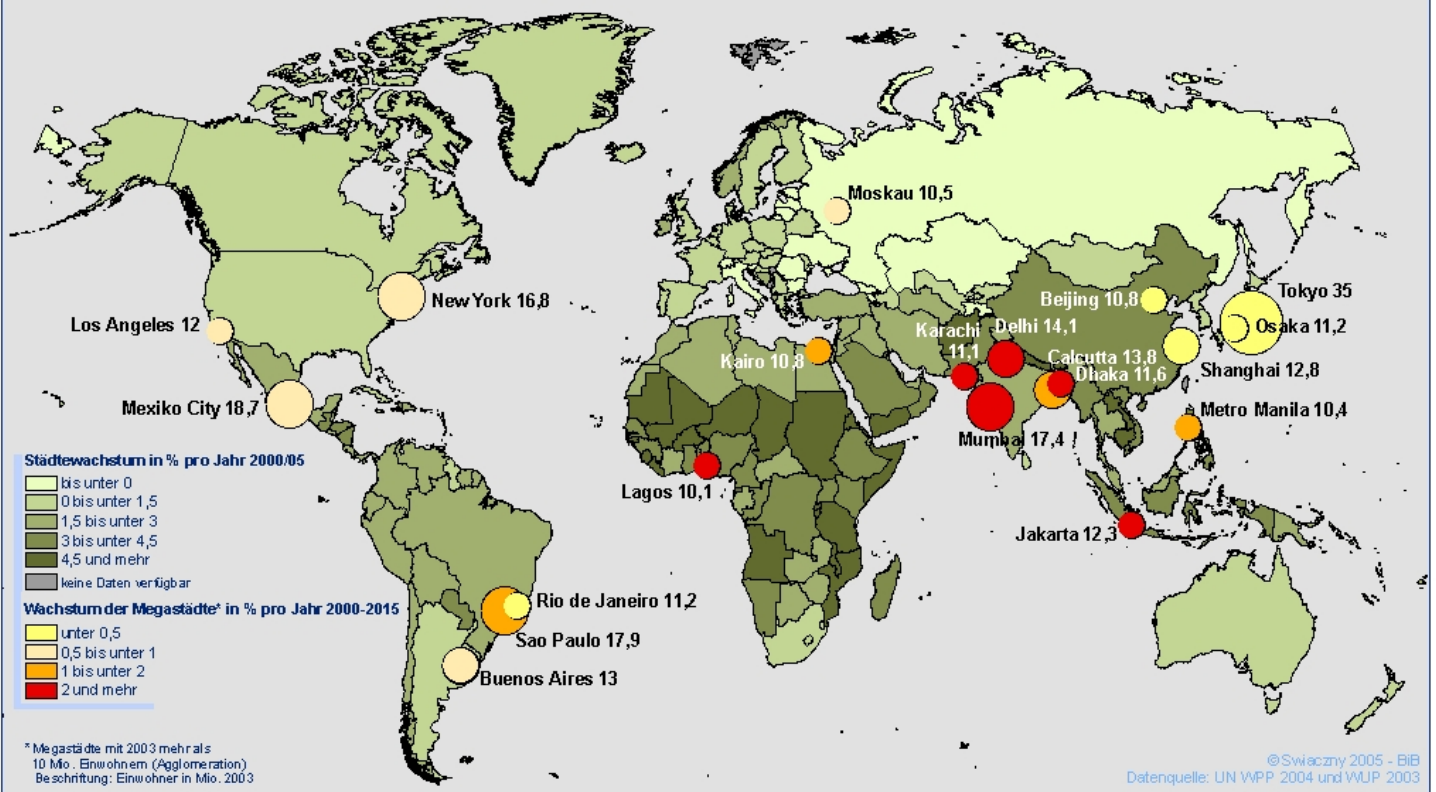 Moskau 10,5
New York 16,8
Los Angeles 12
Mexiko City 18,7
Beijing 10,8
Tokyo 35
Osaka 11,2
Karachi
11,1
Delhi 14,1
Kairo 10,8
Calcutta 13,8
Dhaka 11,6
Shanghai 12,8
Metro Manila 10,4
Mumbai 17,4
Lagos 10,1
Jakarta 12,3
Rio de Janeiro 11,2
Sao Paulo 17,9
Buenos Aires 13
Städtewachstum in % pro Jahr 2000/05
bis unter 0
0 bis unter 1,5
1,5 bis unter 3
3 bis unter 4,5
4,5 und mehr
keine Daten verfügbar
Wachstum der Megastädte* in % pro Jahr 2000-2015
unter 0,5
0,5 bis unter 1
1 bis unter 2
2 und mehr
* Megastädte mit 2003 mehr als
10 Mio. Einwohnern (Agglomeration)
Beschriftung: Einwohner in Mio. 2003
© Swiaczny 2005 - BiB
Datenquelle: UN WPP 2004 und WUP 2003